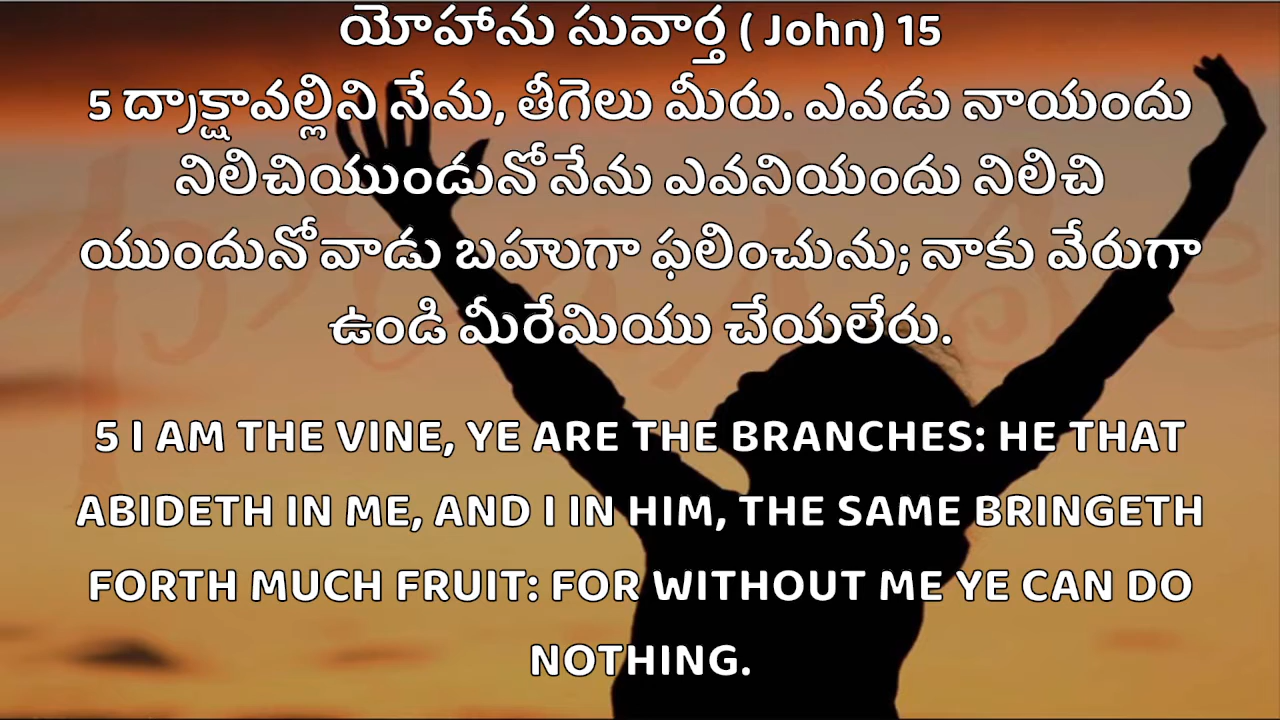 యోహాను సువార్త ( John) 15
5 ద్రాక్షావల్లిని నేను, తీగెలు మీరు. ఎవడు నాయందు
నిలిచియుండునోనేను ఎవనియందు నిలిచి
యుందునోవాడు బహుగా ఫలించును; నాకు వేరుగా
ఉండి మీరేమియు చేయలేరు.
5 I AM THE VINE, YE ARE THE BRANCHES: HE THAT
ABIDETH IN ME, AND I IN HIM, THE SAME BRINGETH
FORTH MUCH FRUIT: FOR WITHOUT ME YE CAN DO
NOTHING.